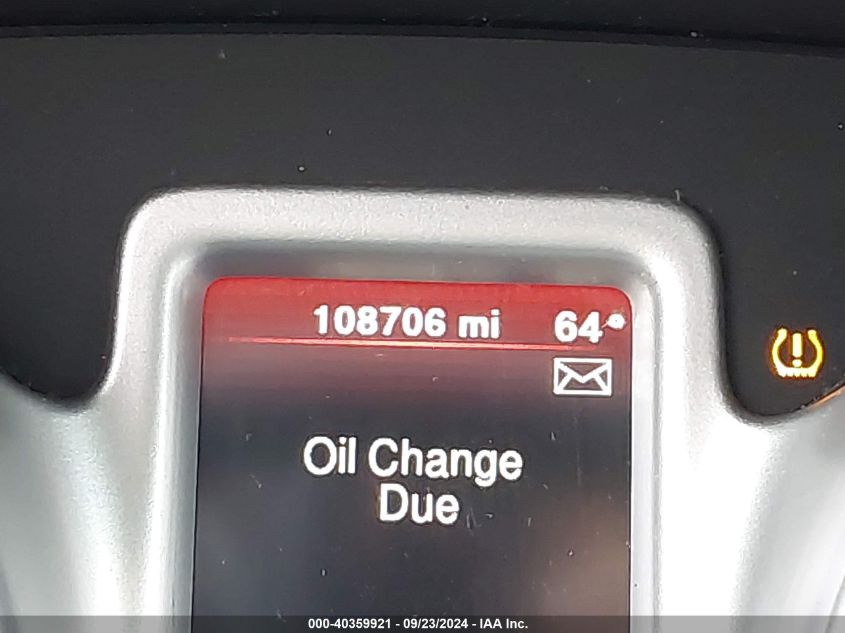 108706 mi 64°
Oil Change
Due
000-40359921 - 09/23/2024 - IAA Inc.